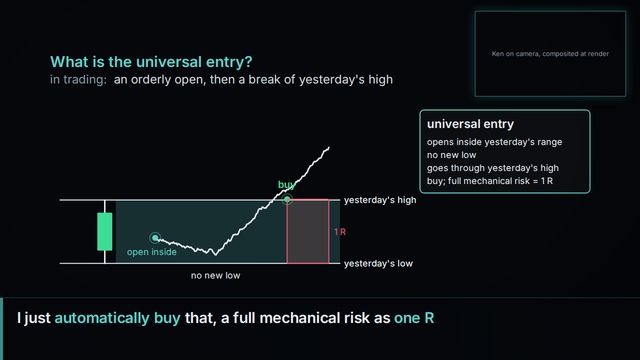 Ken on camera, composited at render
What is the universal entry?
in trading: an orderly open, then a break of yesterday's high
universal entry
opens inside yesterday's range
no new low
goes through yesterday's high
buy; full mechanical risk = 1 R
buy
yesterday's high
1 R
open inside
yesterday's low
no new low
I just automatically buy that, a full mechanical risk as one R